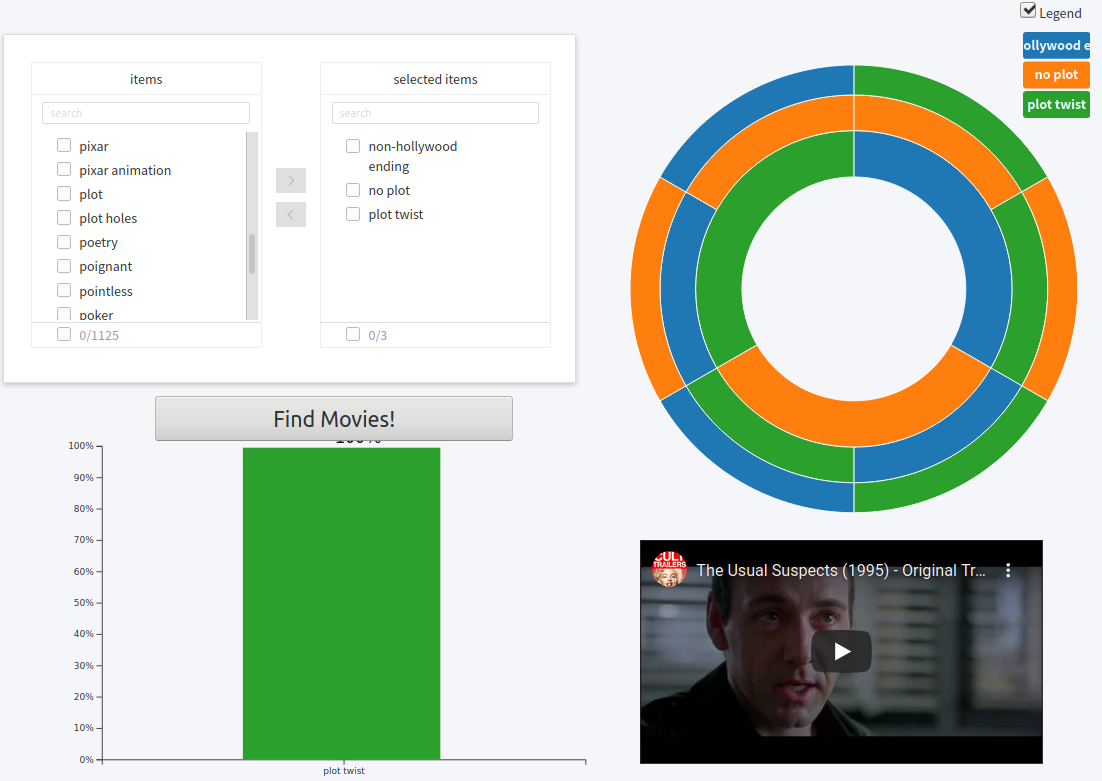 Legend
ollywood e
no plot
plot twist
items
search
pixar
pixar animation
plot
plot holes
poetry
poignant
pointless
poker
0/1125
selected items
search
non-hollywood
ending
no plot
plot twist
0/3
Find Movies!
100%
100%
90%
80%
70%
60%
50%
40%
30%
20%
10%
0%
plot twist
CULT
TRAILERS
The Usual Suspects (1995) - Original Tr...